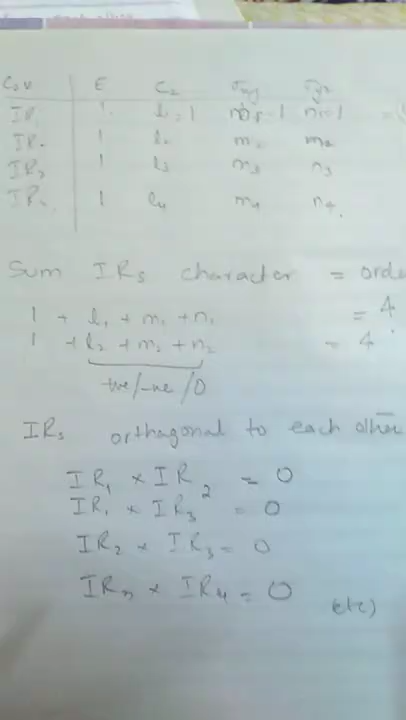 C₂ᵥ E C₂ σxy σyz
IR₁ 1 l₁=1 m₁=1 n₁=1 =
IR₂ 1 l₂ m₂ n₂
IR₃ 1 l₃ m₃ n₃
IR₄ 1 l₄ m₄ n₄
Sum IRs character = orde
1 + l₁ + m₁ + n₁ = 4
1 + l₂ + m₂ + n₂ = 4
+ve/-ve/0
IRs orthogonal to each other
IR₁ × IR₂ = 0
IR₁ × IR₃ = 0
IR₂ × IR₃ = 0
IR₃ × IR₄ = 0
etc)